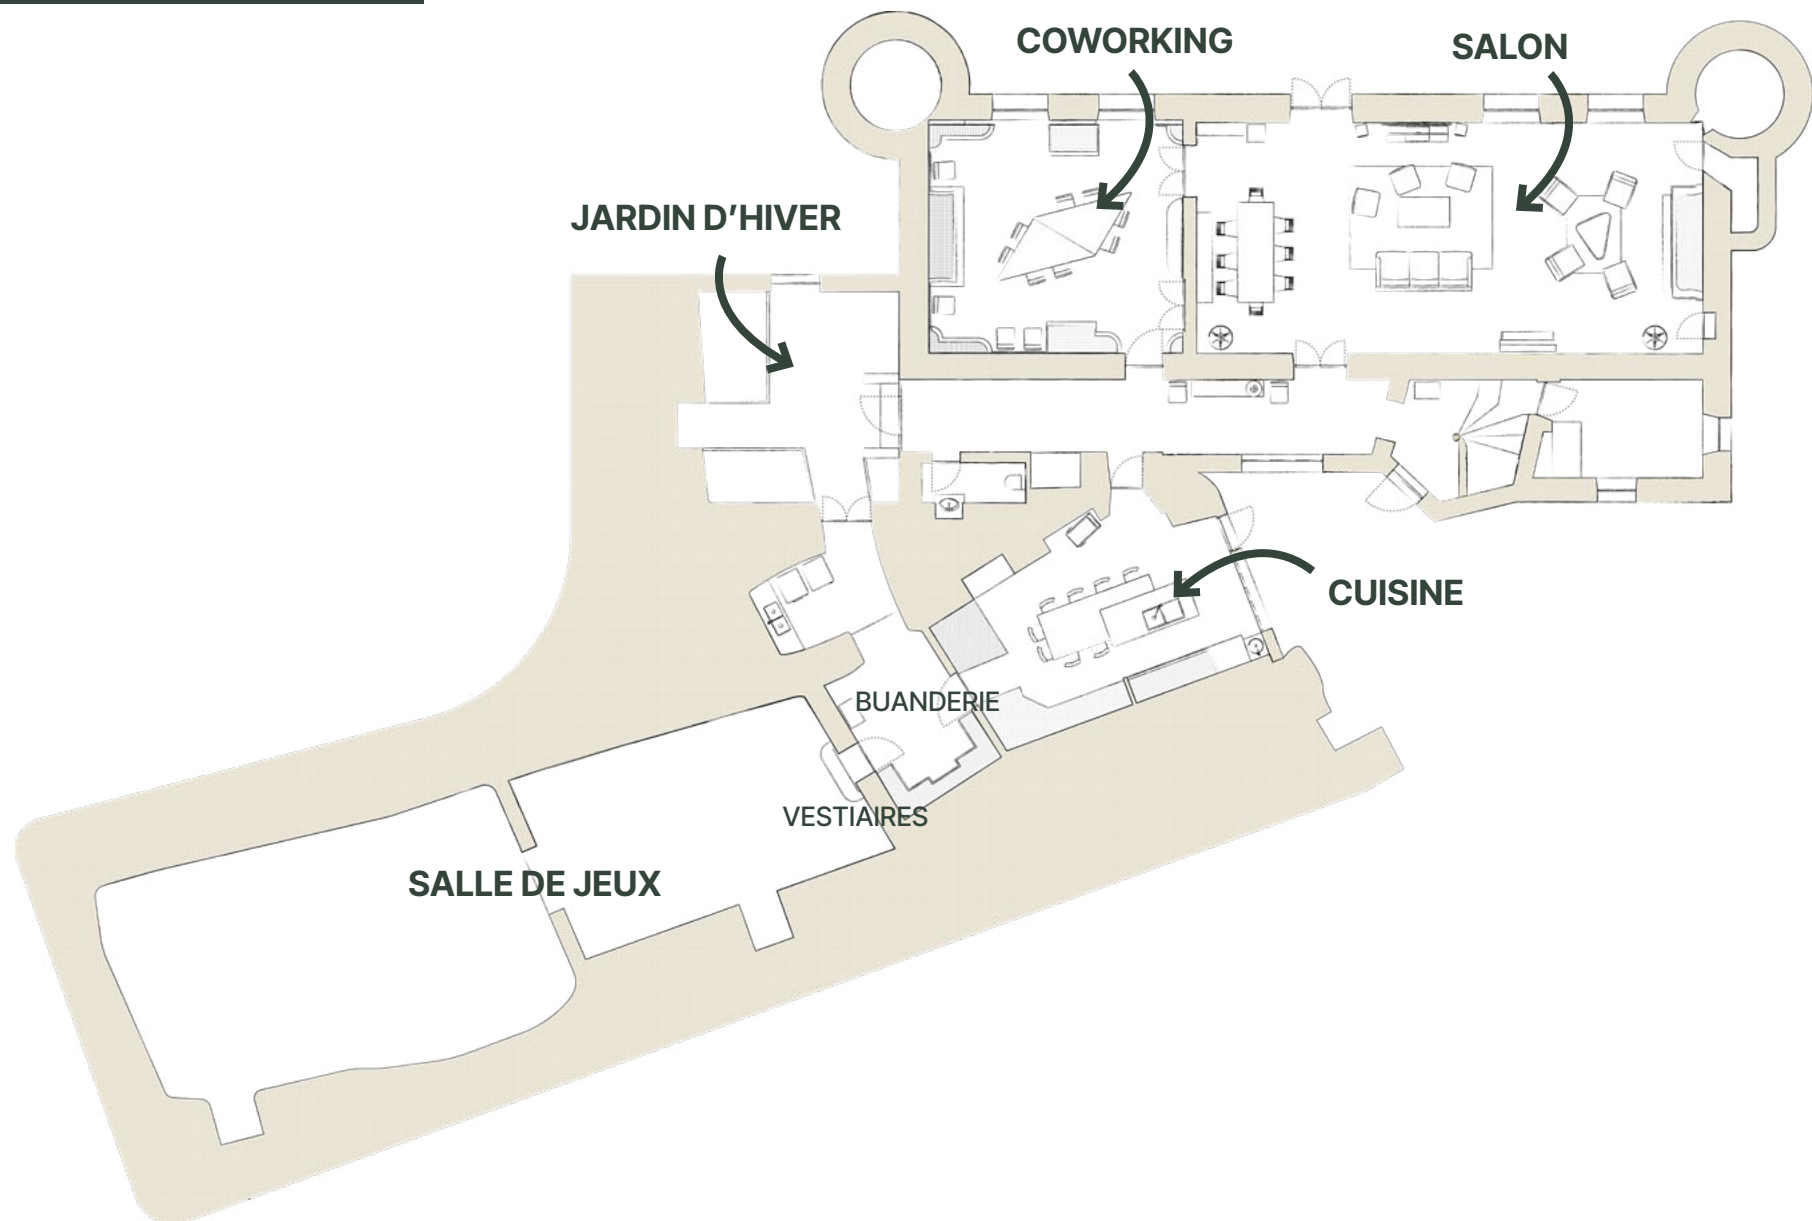 COWORKING
SALON
JARDIN D’HIVER
CUISINE
BUANDERIE
VESTIAIRES
SALLE DE JEUX